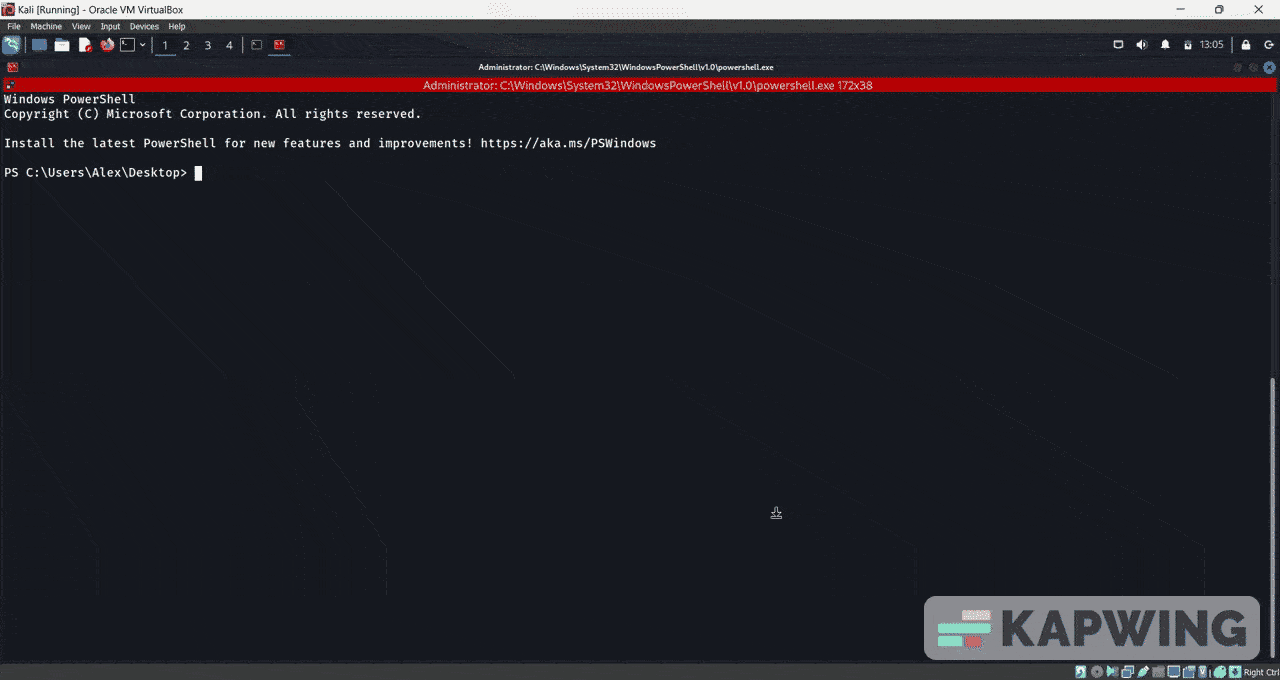 Kali [Running] - Oracle VM VirtualBox
File Machine View Input Devices Help
1 2 3 4 13:05
Administrator: C:\Windows\System32\WindowsPowerShell\v1.0\powershell.exe
Administrator: C:\Windows\System32\WindowsPowerShell\v1.0\powershell.exe 172x38
Windows PowerShell
Copyright (C) Microsoft Corporation. All rights reserved.
Install the latest PowerShell for new features and improvements! https://aka.ms/PSWindows
PS C:\Users\Alex\Desktop>
KAPWING
Right Ctrl